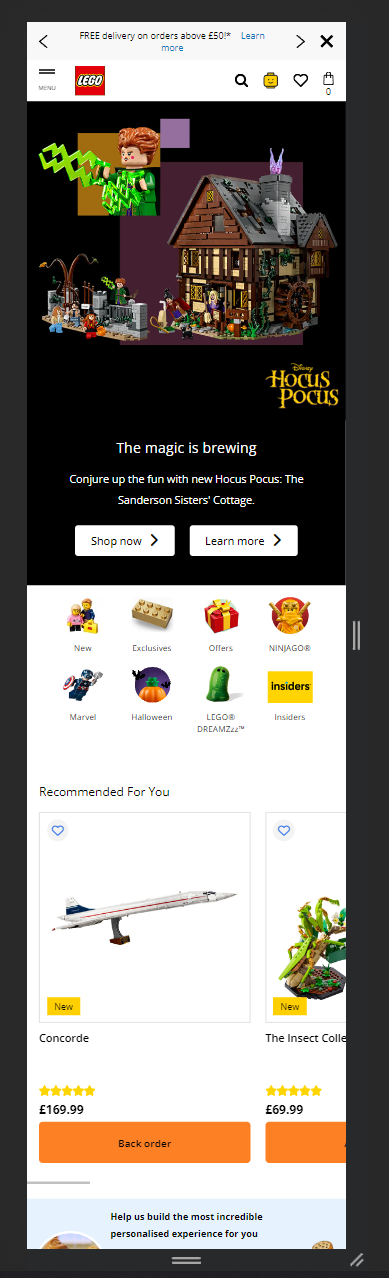 FREE delivery on orders above £50!* Learn
more
MENU
LEGO
0
Disney
HOCUS
POCUS
The magic is brewing
Conjure up the fun with new Hocus Pocus: The
Sanderson Sisters' Cottage.
Shop now
Learn more
New
Exclusives
Offers
NINJAGO®
insiders
Marvel
Halloween
LEGO®
DREAMZzz™
Insiders
Recommended For You
New
New
Concorde
The Insect Colle
£169.99
£69.99
Back order
Help us build the most incredible
personalised experience for you